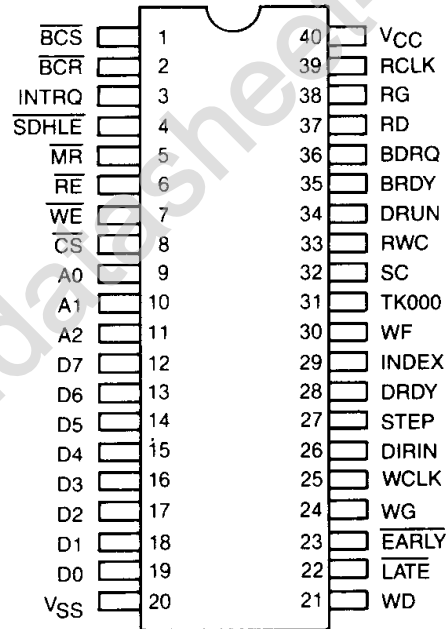 BCS 1 40 VCC
BCR 2 39 RCLK
INTRQ 3 38 RG
SDHLE 4 37 RD
MR 5 36 BDRQ
RE 6 35 BRDY
WE 7 34 DRUN
CS 8 33 RWC
A0 9 32 SC
A1 10 31 TK000
A2 11 30 WF
D7 12 29 INDEX
D6 13 28 DRDY
D5 14 27 STEP
D4 15 26 DIRIN
D3 16 25 WCLK
D2 17 24 WG
D1 18 23 EARLY
D0 19 22 LATE
VSS 20 21 WD
datasheet